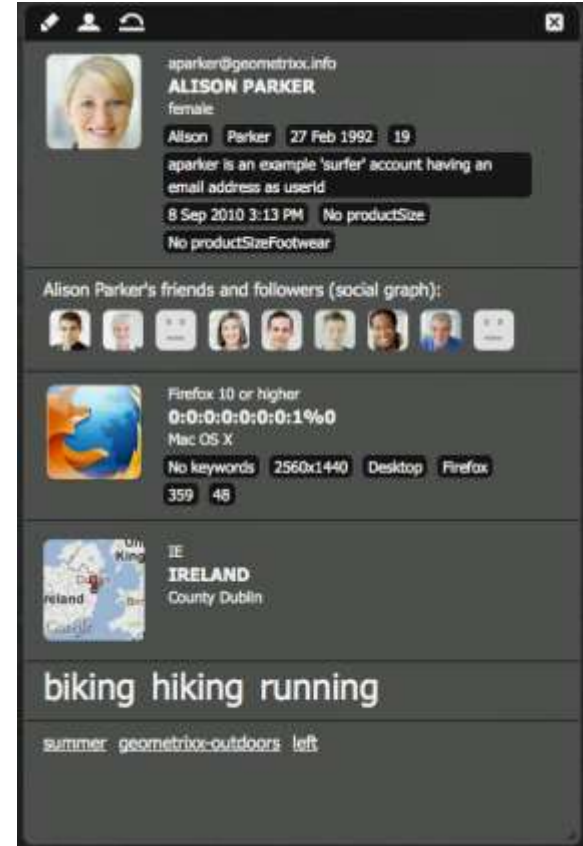 aparker@geometrixx.info
ALISON PARKER
female
Alison Parker 27 Feb 1992 19
aparker is an example 'surfer' account having an
email address as userid
8 Sep 2010 3:13 PM No productSize
No productSizeFootwear
Alison Parker's friends and followers (social graph):
Firefox 10 or higher
0:0:0:0:0:0:0:1%0
Mac OS X
No keywords 2560x1440 Desktop Firefox
359 48
IE
IRELAND
County Dublin
King
reland
Google
biking hiking running
summer geometrixx-outdoors left